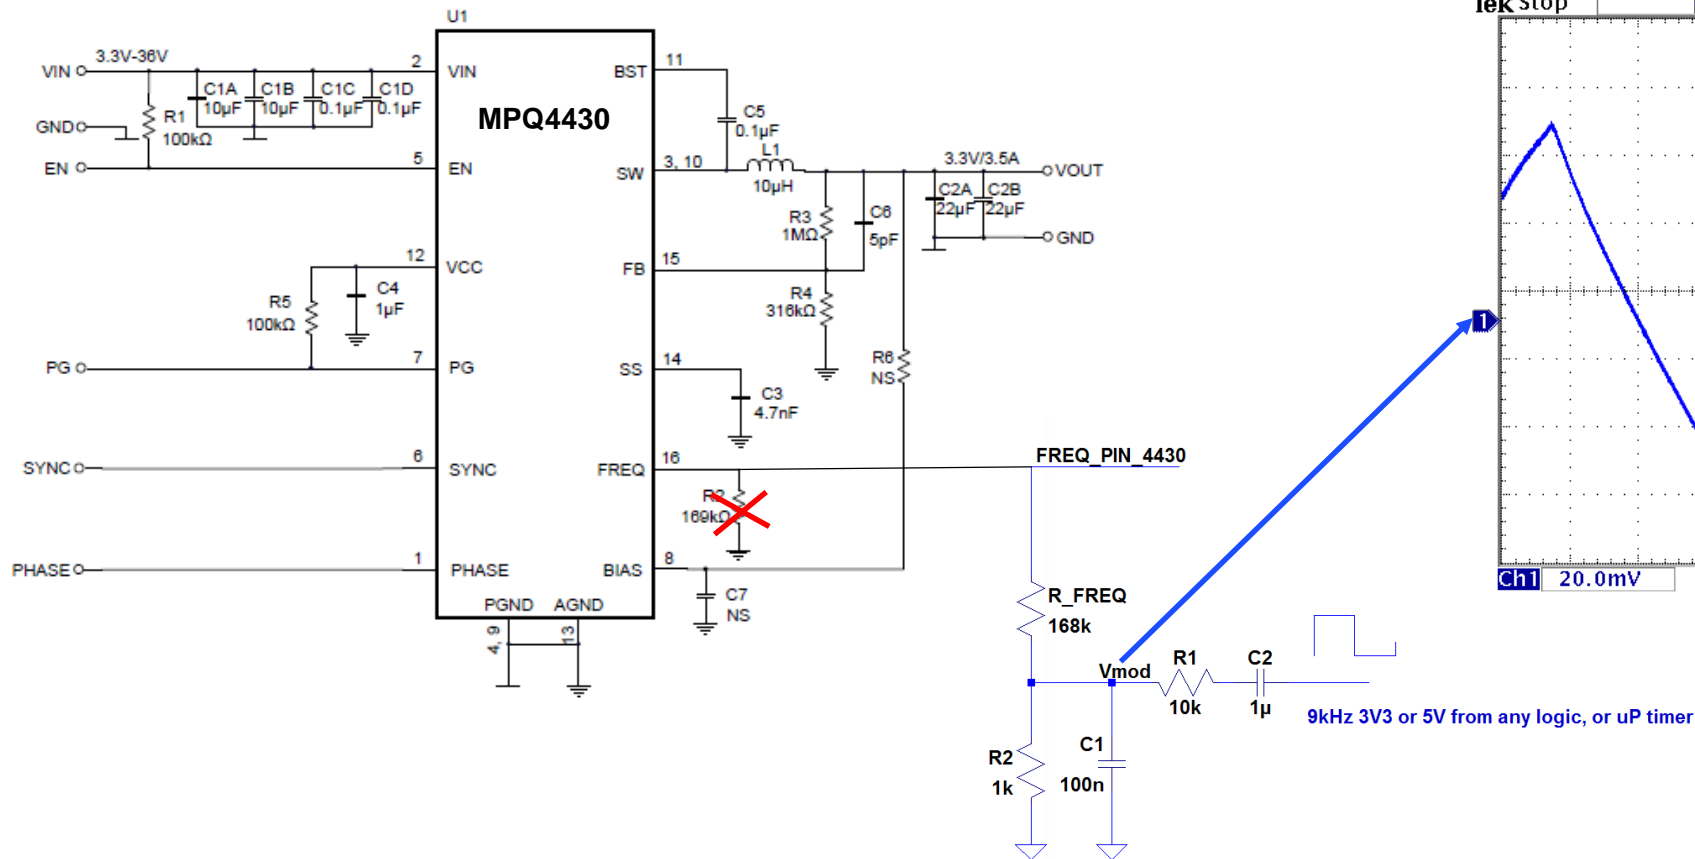 U1
MPQ4430
VIN
3.3V-36V
GND
EN
R1
100kΩ
C1A
10µF
C1B
10µF
C1C
0.1µF
C1D
0.1µF
2
VIN
5
EN
12
VCC
R5
100kΩ
C4
1µF
PG
7
PG
SYNC
6
SYNC
PHASE
1
PHASE
PGND
AGND
4, 9
13
BST
11
C5
0.1µF
SW
3, 10
L1
10µH
3.3V/3.5A
VOUT
R3
1MΩ
C6
5pF
C2A
22µF
C2B
22µF
GND
FB
15
R4
316kΩ
R6
NS
SS
14
C3
4.7nF
FREQ
16
R2
169kΩ
BIAS
8
C7
NS
FREQ_PIN_4430
R_FREQ
168k
Vmod
R1
10k
C2
1µ
R2
1k
C1
100n
9kHz 3V3 or 5V from any logic, or uP timer
Tek Stop
1
Ch1
20.0mV